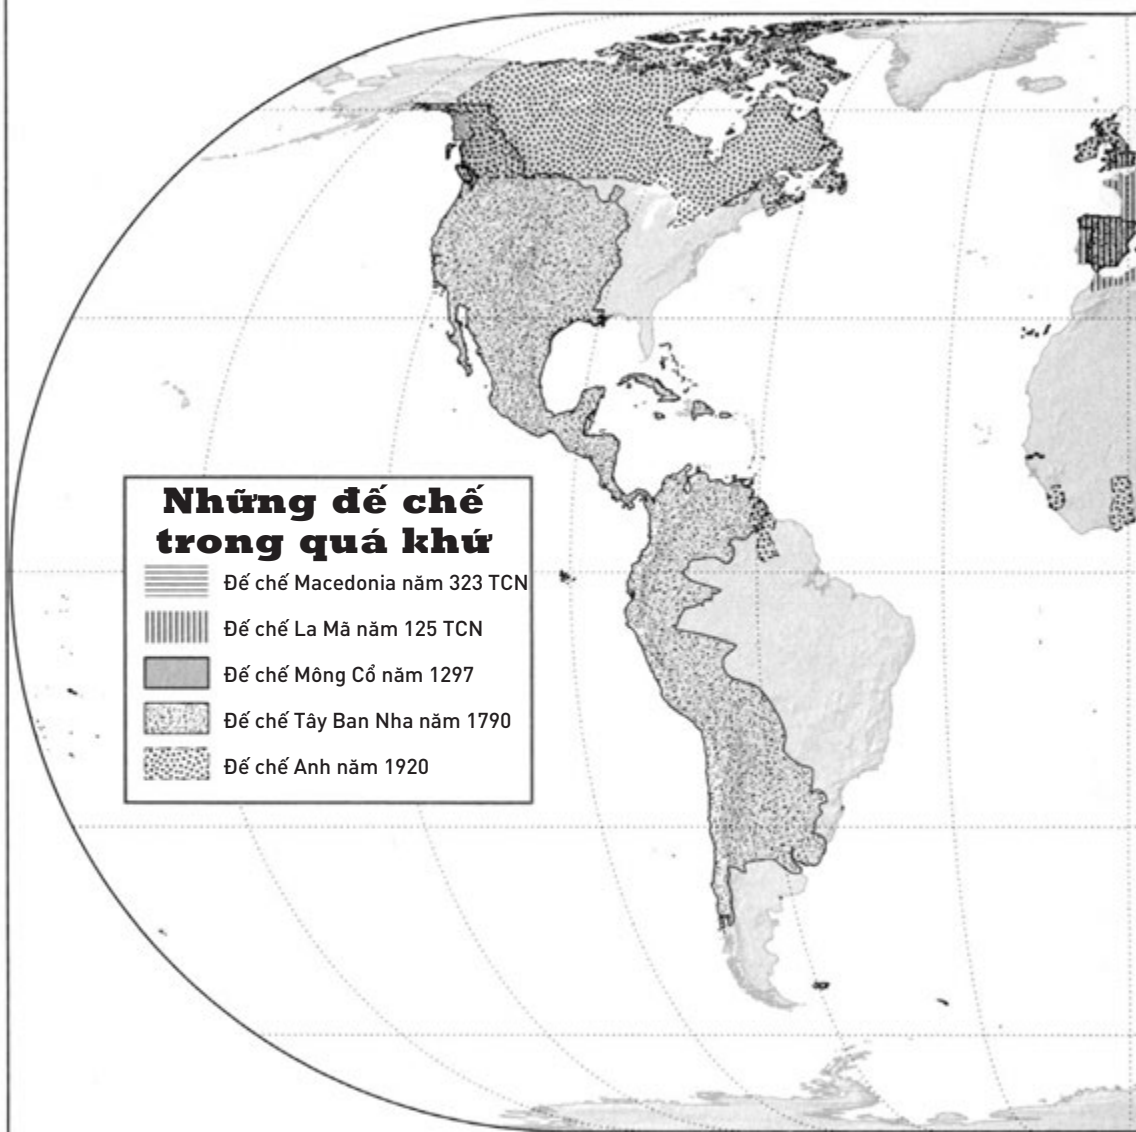 Những đế chế
trong quá khứ
Đế chế Macedonia năm 323 TCN
Đế chế La Mã năm 125 TCN
Đế chế Mông Cổ năm 1297
Đế chế Tây Ban Nha năm 1790
Đế chế Anh năm 1920